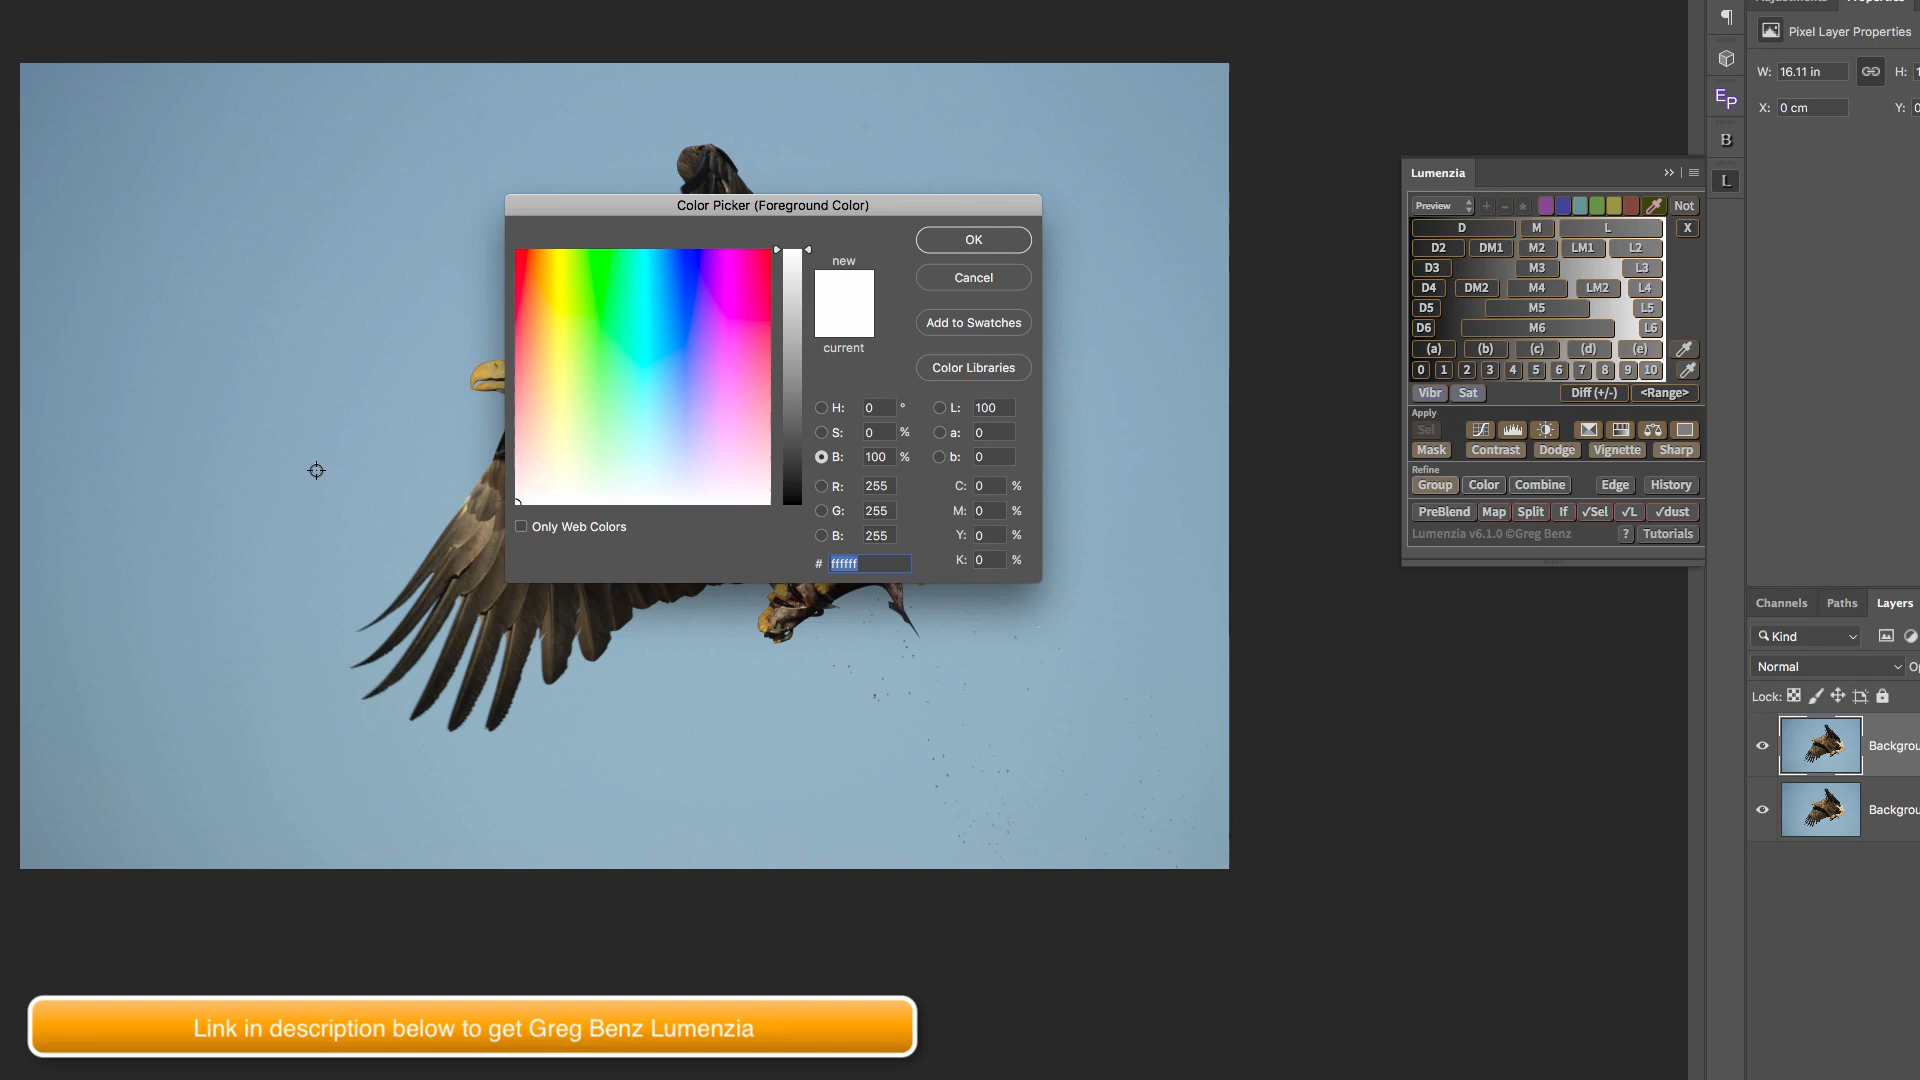 Properties
Pixel Layer Properties
W: 16.11 in H:
X: 0 cm Y: 0
EP
B
L
Lumenzia
Preview + - ★ Not
D M L X
D2 DM1 M2 LM1 L2
D3 M3 L3
D4 DM2 M4 LM2 L4
D5 M5 L5
D6 M6 L6
(a) (b) (c) (d) (e)
0 1 2 3 4 5 6 7 8 9 10
Vibr Sat Diff (+/-) <Range>
Apply
Sel
Mask Contrast Dodge Vignette Sharp
Refine
Group Color Combine Edge History
PreBlend Map Split If √Sel √L √dust
Lumenzia v6.1.0 ©Greg Benz ? Tutorials
Color Picker (Foreground Color)
new
current
OK
Cancel
Add to Swatches
Color Libraries
H: 0 ° L: 100
S: 0 % a: 0
B: 100 % b: 0
R: 255 C: 0 %
G: 255 M: 0 %
B: 255 Y: 0 %
# ffffff K: 0 %
Only Web Colors
Channels Paths Layers
Kind
Normal Op
Lock:
Backgrou
Backgrou
Link in description below to get Greg Benz Lumenzia